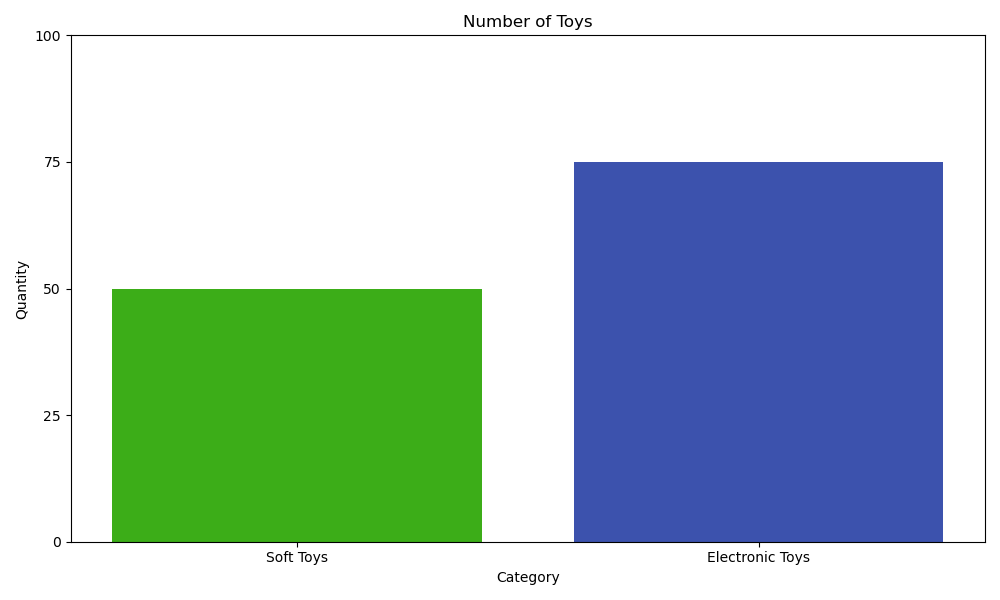 Number of Toys
100
75
50
25
0
Quantity
Soft Toys
Electronic Toys
Category